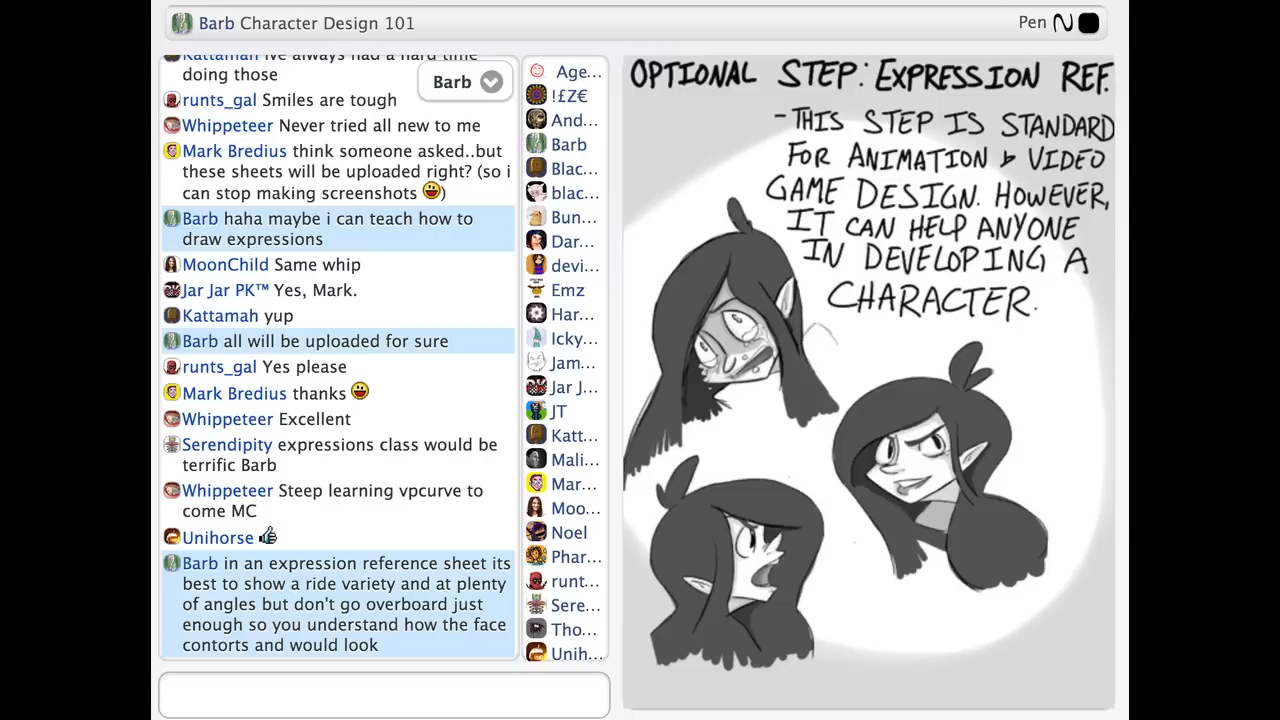 Barb Character Design 101
Pen
Kattamah Ive always had a hard time
doing those
Barb
runts_gal Smiles are tough
Whippeteer Never tried all new to me
Mark Bredius think someone asked..but
these sheets will be uploaded right? (so i
can stop making screenshots 😃)
Barb haha maybe i can teach how to
draw expressions
MoonChild Same whip
Jar Jar PK™ Yes, Mark.
Kattamah yup
Barb all will be uploaded for sure
runts_gal Yes please
Mark Bredius thanks 😃
Whippeteer Excellent
Serendipity expressions class would be
terrific Barb
Whippeteer Steep learning vpcurve to
come MC
Unihorse 👍
Barb in an expression reference sheet its
best to show a ride variety and at plenty
of angles but don't go overboard just
enough so you understand how the face
contorts and would look
Age...
!£Z€
And...
Barb
Blac...
blac...
Bun...
Dar...
devi...
Emz
Har...
Icky...
Jam...
Jar J...
JT
Katt...
Mali...
Mar...
Moo...
Noel
Phar...
runt...
Sere...
Tho...
Unih...
OPTIONAL STEP: EXPRESSION REF.
-THIS STEP IS STANDARD
FOR ANIMATION & VIDEO
GAME DESIGN. HOWEVER,
IT CAN HELP ANYONE
IN DEVELOPING A
CHARACTER.